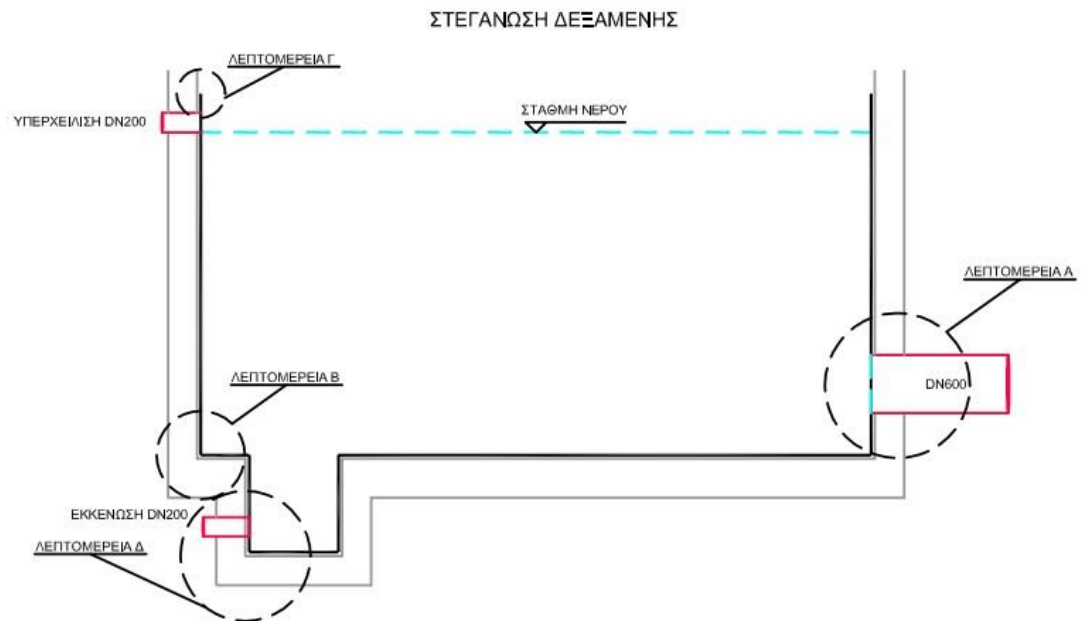 ΣΤΕΓΑΝΩΣΗ ΔΕΞΑΜΕΝΗΣ
ΛΕΠΤΟΜΕΡΕΙΑ Γ
ΥΠΕΡΧΕΙΛΙΣΗ DN200
ΣΤΑΘΜΗ ΝΕΡΟΥ
ΛΕΠΤΟΜΕΡΕΙΑ Α
ΛΕΠΤΟΜΕΡΕΙΑ Β
DN600
ΕΚΚΕΝΩΣΗ DN200
ΛΕΠΤΟΜΕΡΕΙΑ Δ